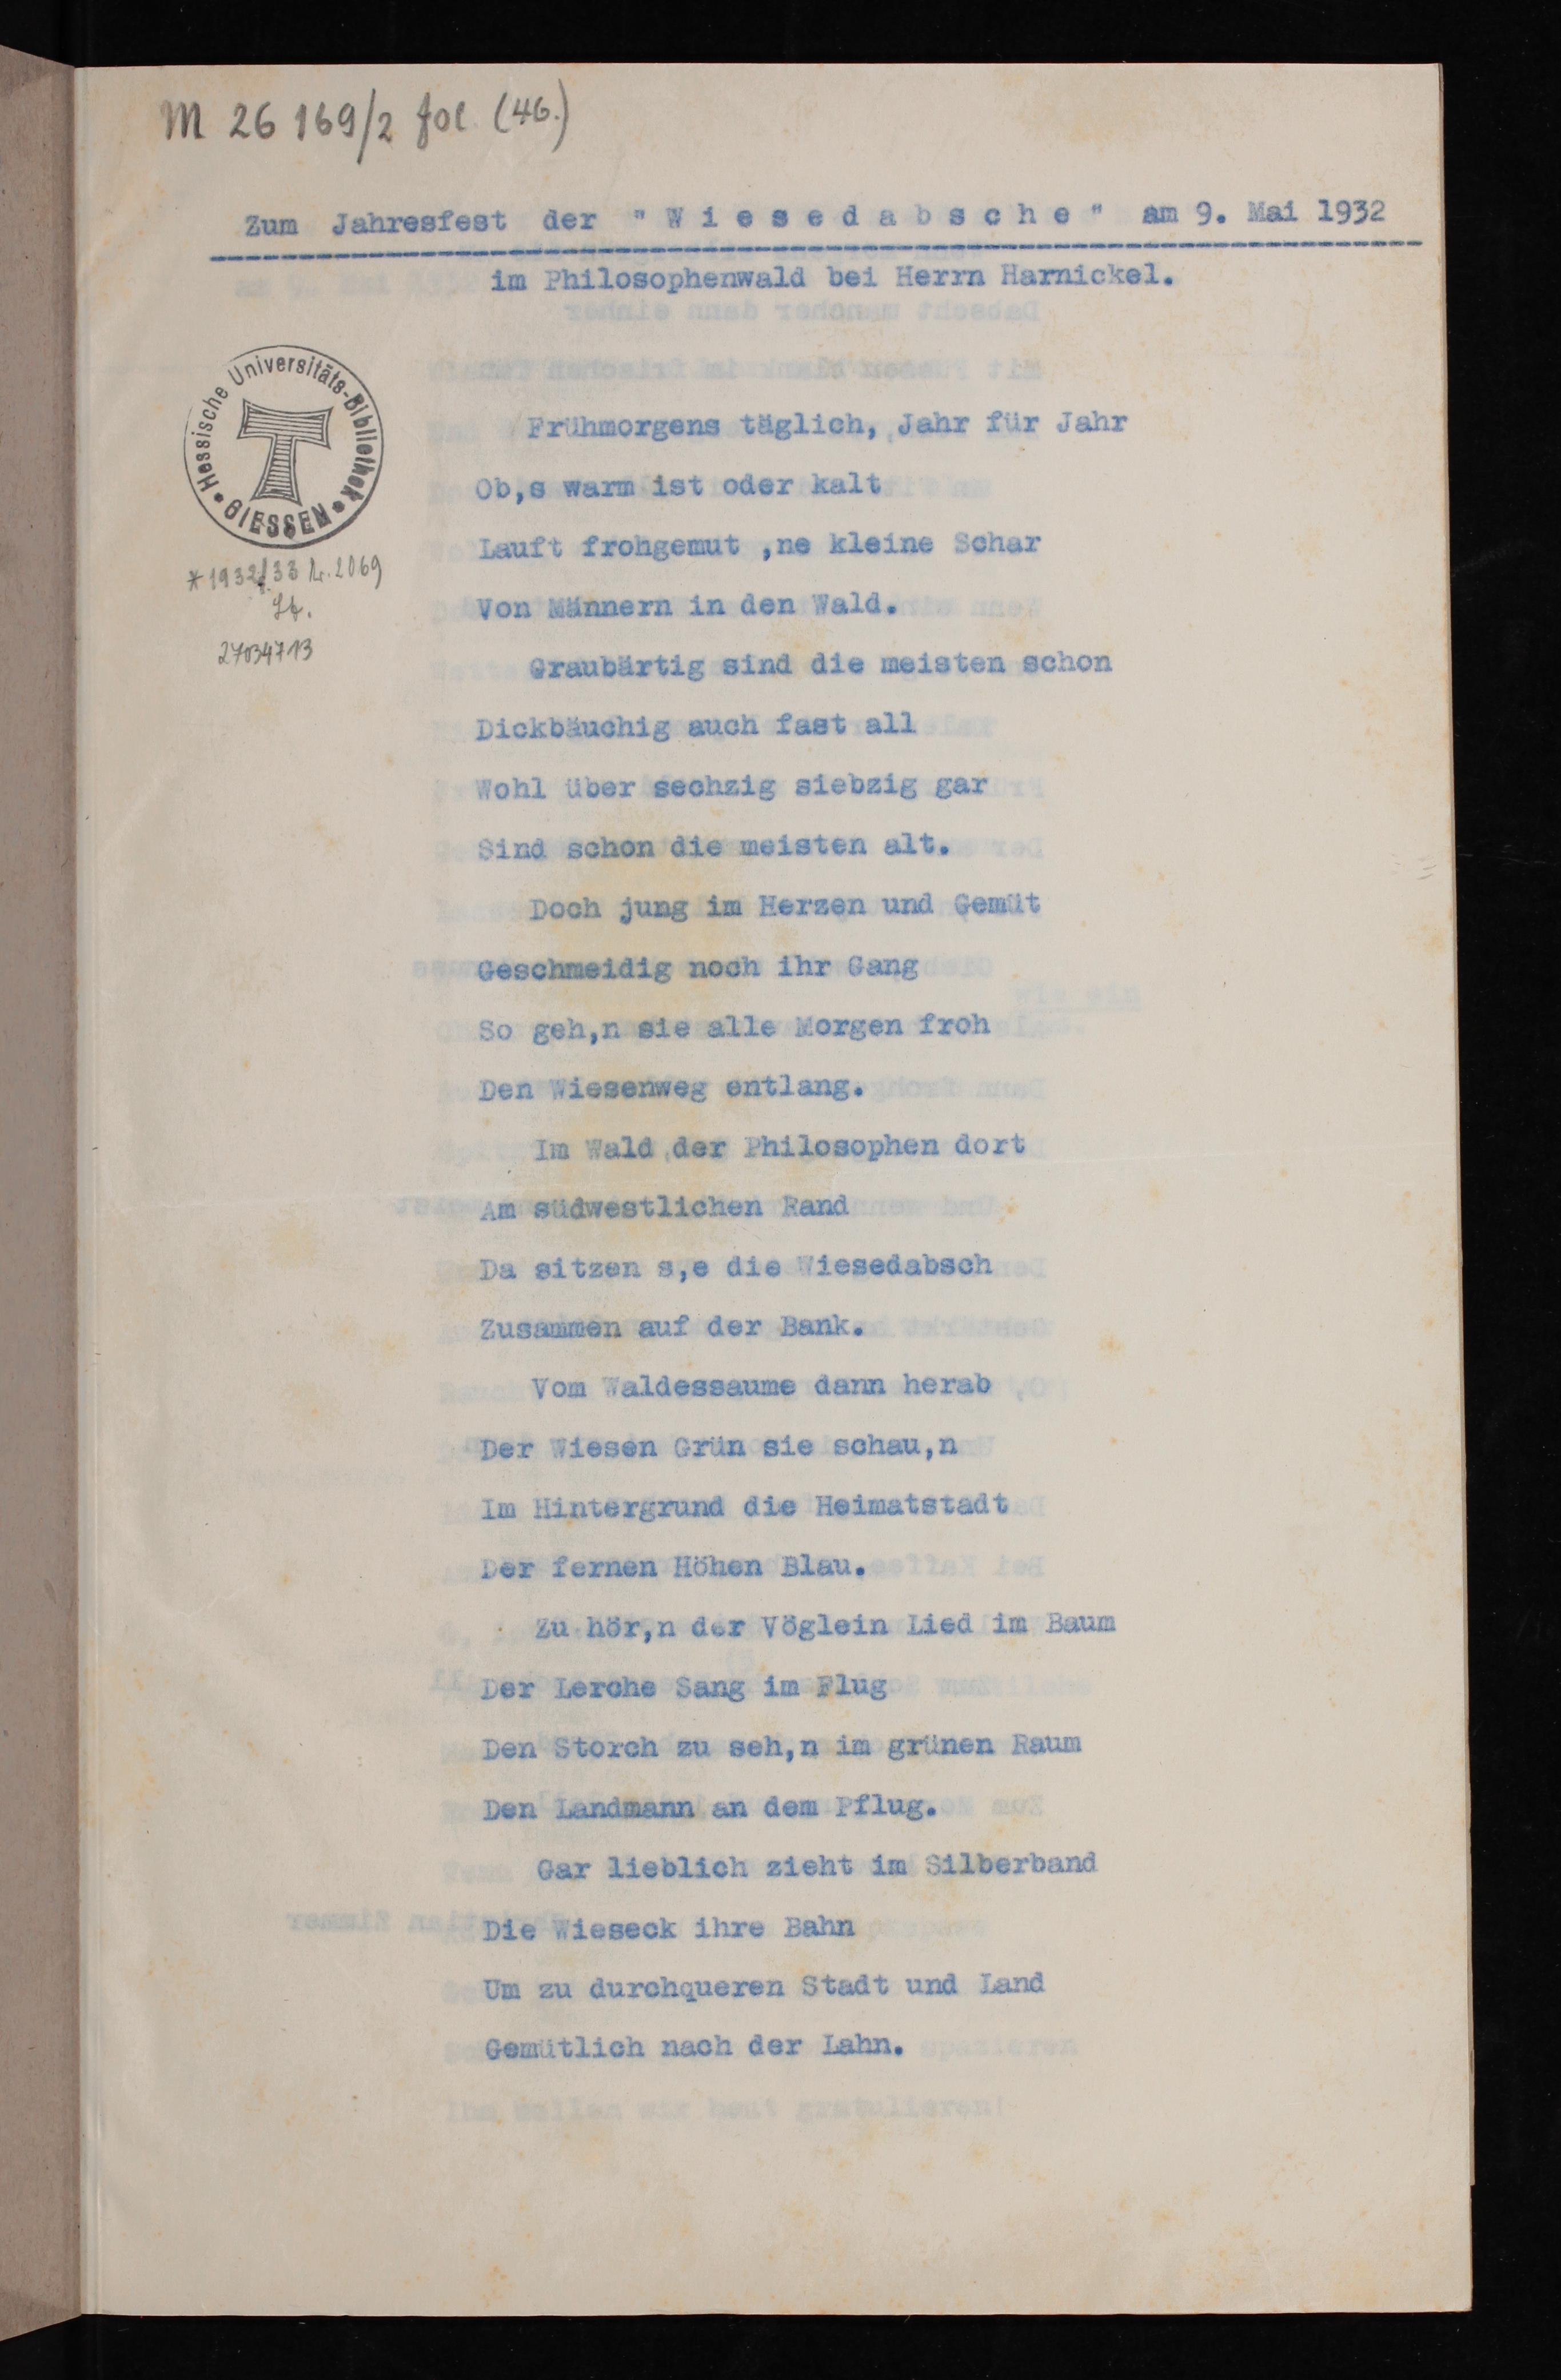 M 26 169/2 fol (46.)
Zum Jahresfest der "Wiesedabsche" am 9. Mai 1932
im Philosophenwald bei Herrn Harnickel.
Hessische Universitäts-Bibliothek
GIESSEN
*1932/33 Nr. 2069
27034713
Frühmorgens täglich, Jahr für Jahr
Ob,s warm ist oder kalt
Lauft frohgemut ,ne kleine Schar
Von Männern in den Wald.
Graubärtig sind die meisten schon
Dickbäuchig auch fast all
Wohl über sechzig siebzig gar
Sind schon die meisten alt.
Doch jung im Herzen und Gemüt
Geschmeidig noch ihr Gang
So geh,n sie alle Morgen froh
Den Wiesenweg entlang.
Im Wald der Philosophen dort
Am südwestlichen Rand
Da sitzen s,e die Wiesedabsch
Zusammen auf der Bank.
Vom Waldessaume dann herab
Der Wiesen Grün sie schau,n
Im Hintergrund die Heimatstadt
Der fernen Höhen Blau.
Zu hör,n der Vöglein Lied im Baum
Der Lerche Sang im Flug
Den Storch zu seh,n im grünen Raum
Den Landmann an dem Pflug.
Gar lieblich zieht im Silberband
Die Wieseck ihre Bahn
Um zu durchqueren Stadt und Land
Gemütlich nach der Lahn.